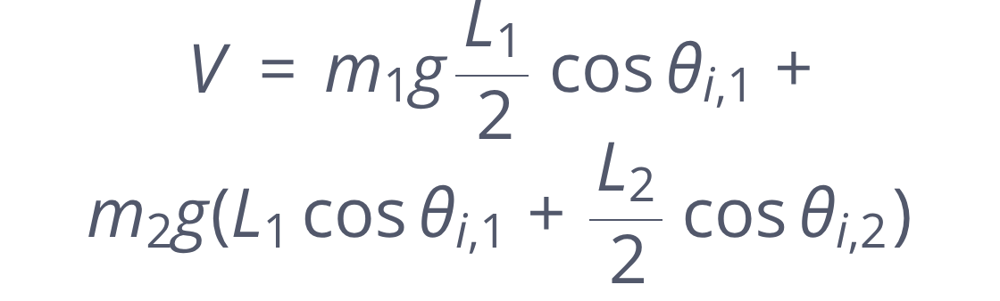 V = m₁g L₁/2 cos θᵢ,₁ +
m₂g(L₁ cos θᵢ,₁ + L₂/2 cos θᵢ,₂)